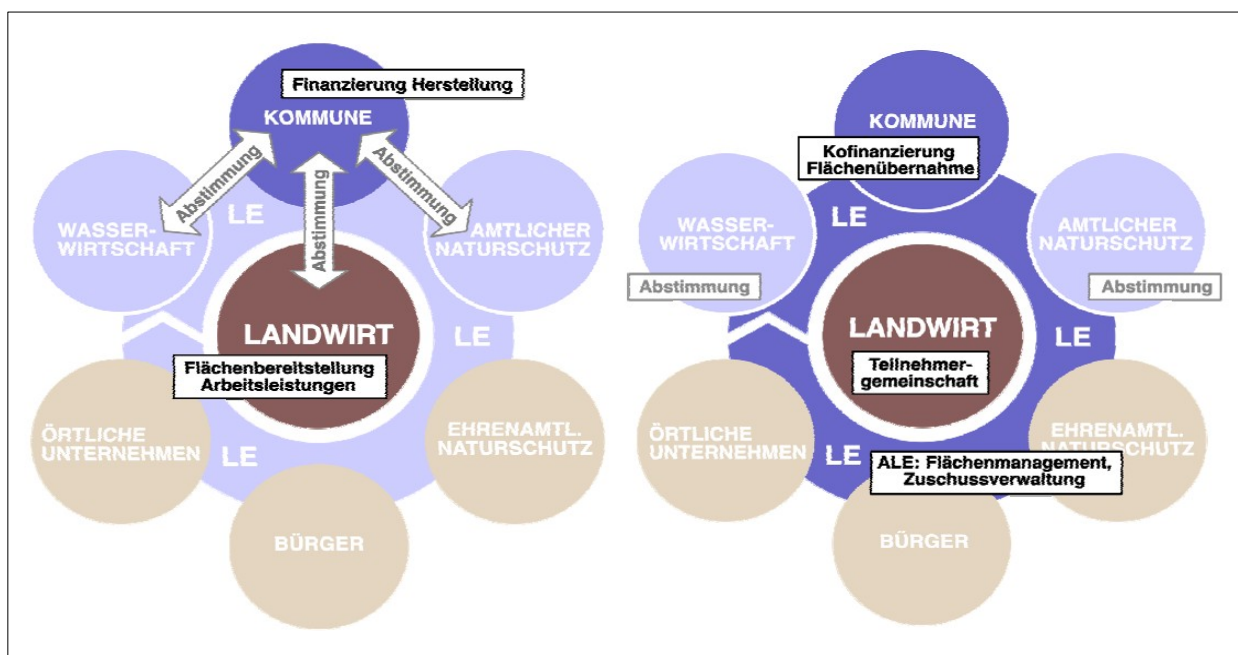 Finanzierung Herstellung
KOMMUNE
Abstimmung
Abstimmung
Abstimmung
WASSER-
WIRTSCHAFT
LE
AMTLICHER
NATURSCHUTZ
LANDWIRT
LE
Flächenbereitstellung
Arbeitsleistungen
ÖRTLICHE
UNTERNEHMEN
LE
EHRENAMTL.
NATURSCHUTZ
BÜRGER
KOMMUNE
Kofinanzierung
Flächenübernahme
WASSER-
WIRTSCHAFT
LE
AMTLICHER
NATURSCHUTZ
Abstimmung
Abstimmung
LANDWIRT
LE
Teilnehmer-
gemeinschaft
ÖRTLICHE
UNTERNEHMEN
LE
EHRENAMTL.
NATURSCHUTZ
ALE: Flächenmanagement,
Zuschussverwaltung
BÜRGER